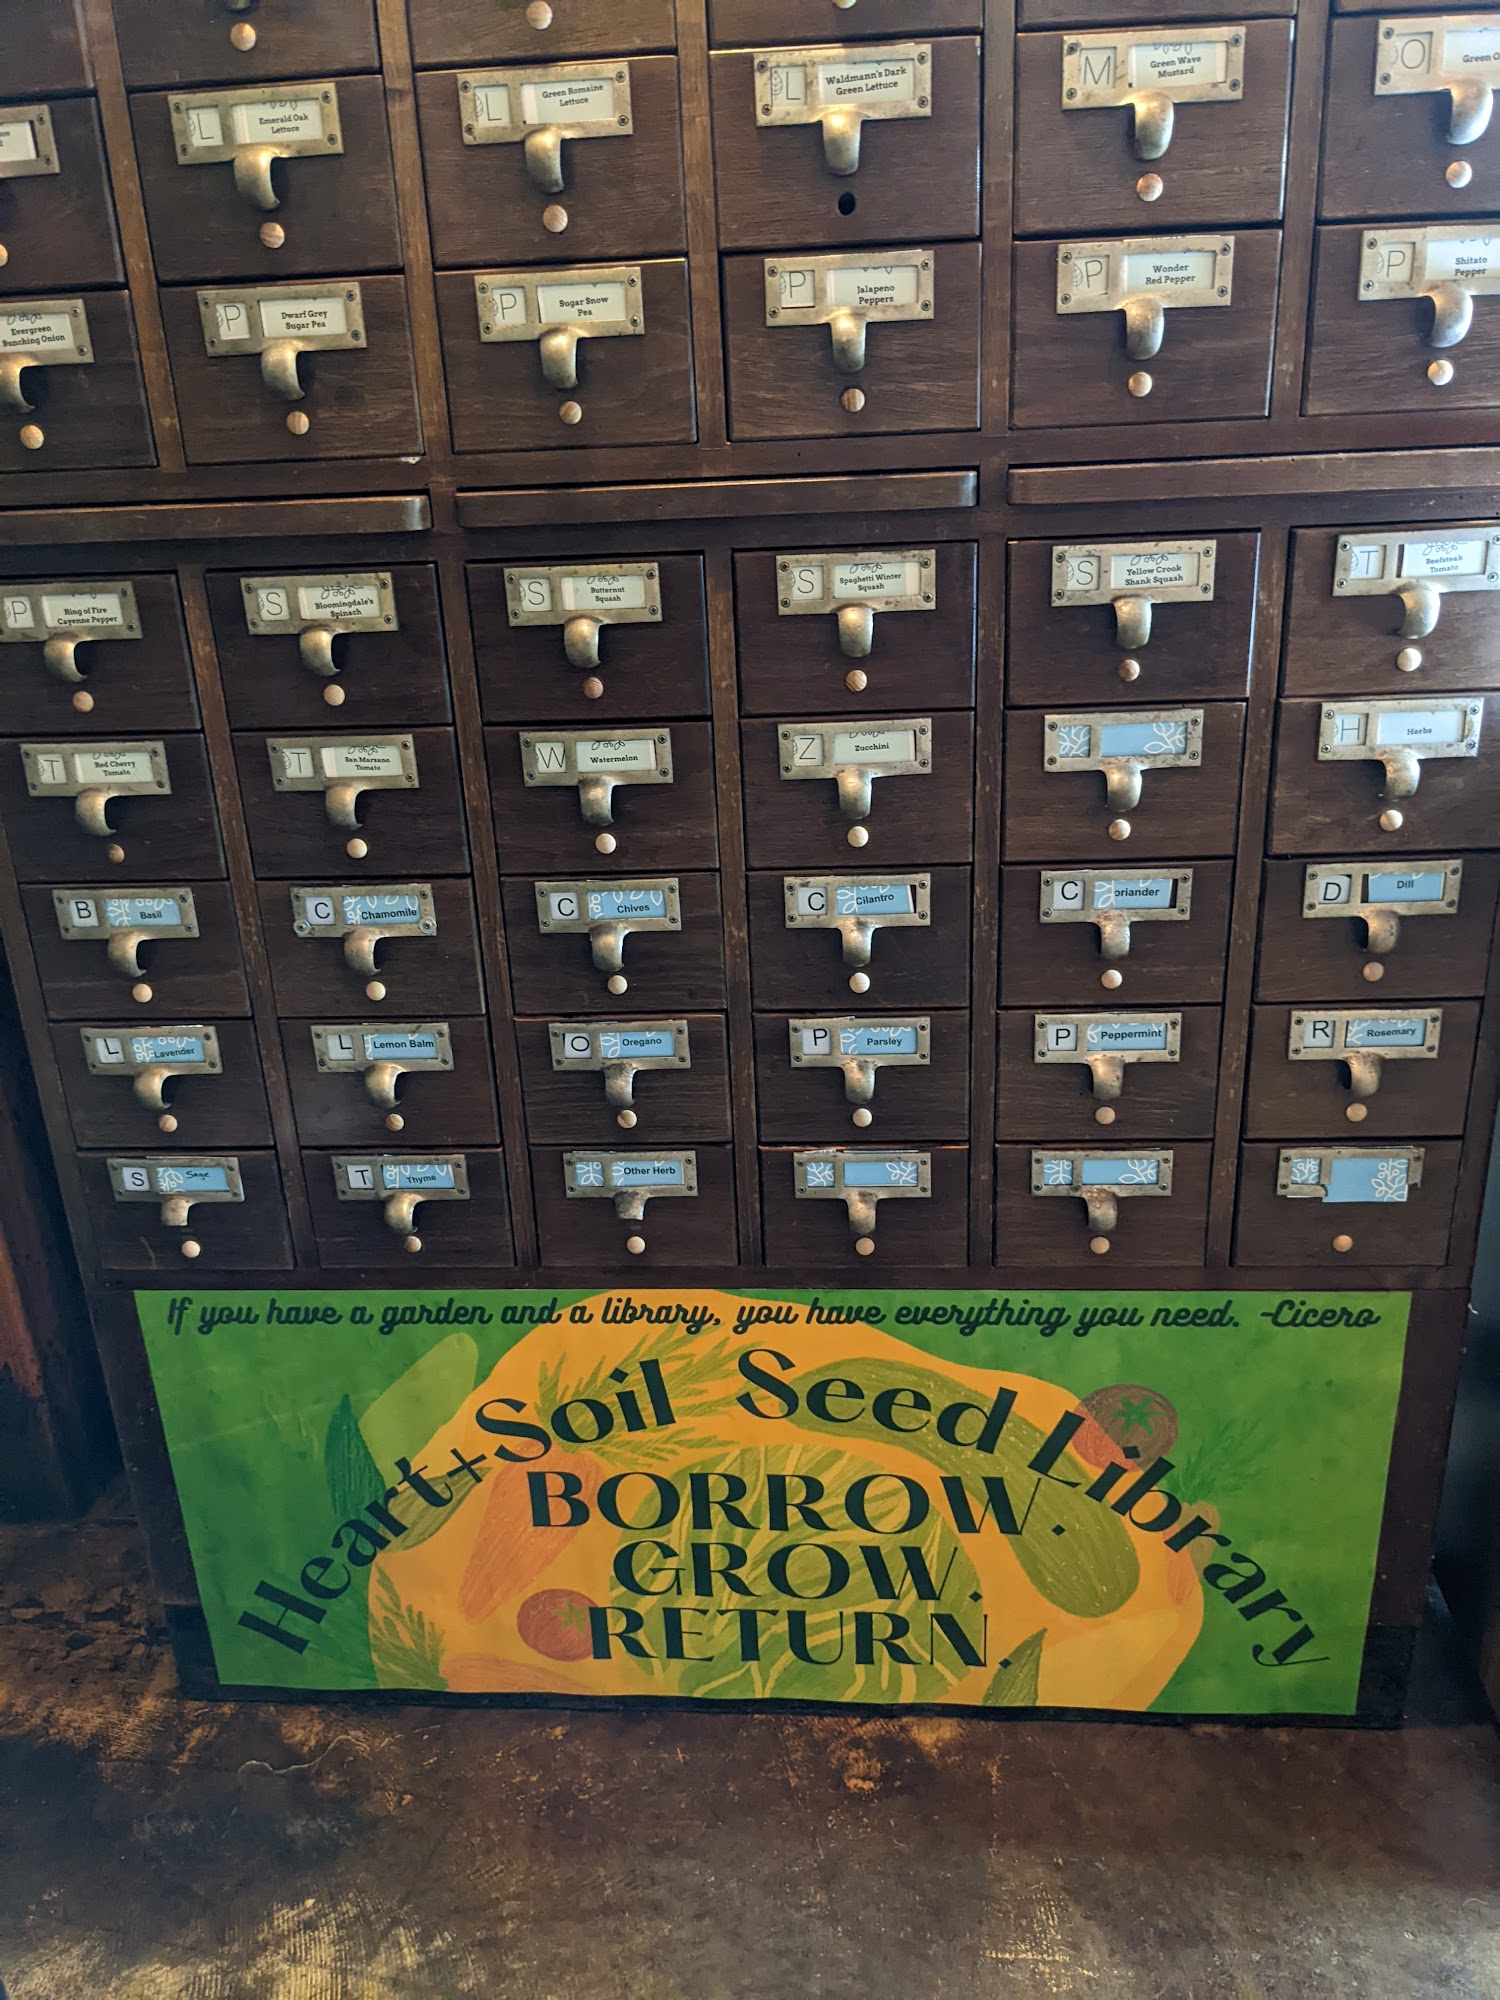 L
Emerald Oak
Lettuce
L
Green Romaine
Lettuce
L
Waldmann's Dark
Green Lettuce
M
Green Wave
Mustard
O
Green
Evergreen
Bunching Onion
P
Dwarf Grey
Sugar Pea
P
Sugar Snow
Pea
P
Jalapeno
Peppers
P
Wonder
Red Pepper
P
Shitato
Pepper
P
Ring of Fire
Cayenne Pepper
S
Bloomingdale's
Spinach
S
Butternut
Squash
S
Spaghetti Winter
Squash
S
Yellow Crook
Shank Squash
T
Beefsteak
Tomato
T
Red Cherry
Tomato
T
San Marzano
Tomato
W
Watermelon
Z
Zucchini
H
Herbs
B
Basil
C
Chamomile
C
Chives
C
Cilantro
C
oriander
D
Dill
L
Lavender
L
Lemon Balm
O
Oregano
P
Parsley
P
Peppermint
R
Rosemary
S
Sage
T
Thyme
Other Herb
If you have a garden and a library, you have everything you need. -Cicero
Heart+Soil Seed Library
BORROW.
GROW.
RETURN.